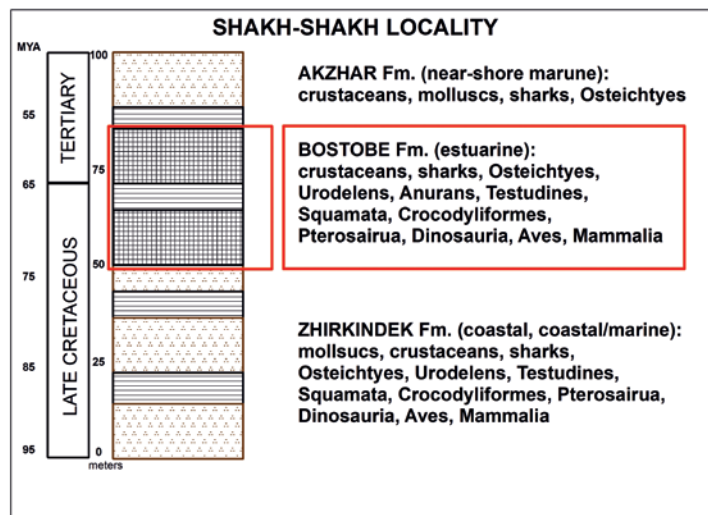 SHAKH-SHAKH LOCALITY
MYA
100
TERTIARY
55
75
65
LATE CRETACEOUS
50
75
25
85
95
0
meters
AKZHAR Fm. (near-shore marune):
crustaceans, molluscs, sharks, Osteichtyes
BOSTOBE Fm. (estuarine):
crustaceans, sharks, Osteichtyes,
Urodelens, Anurans, Testudines,
Squamata, Crocodyliformes,
Pterosairua, Dinosauria, Aves, Mammalia
ZHIRKINDEK Fm. (coastal, coastal/marine):
mollsucs, crustaceans, sharks,
Osteichtyes, Urodelens, Testudines,
Squamata, Crocodyliformes, Pterosairua,
Dinosauria, Aves, Mammalia